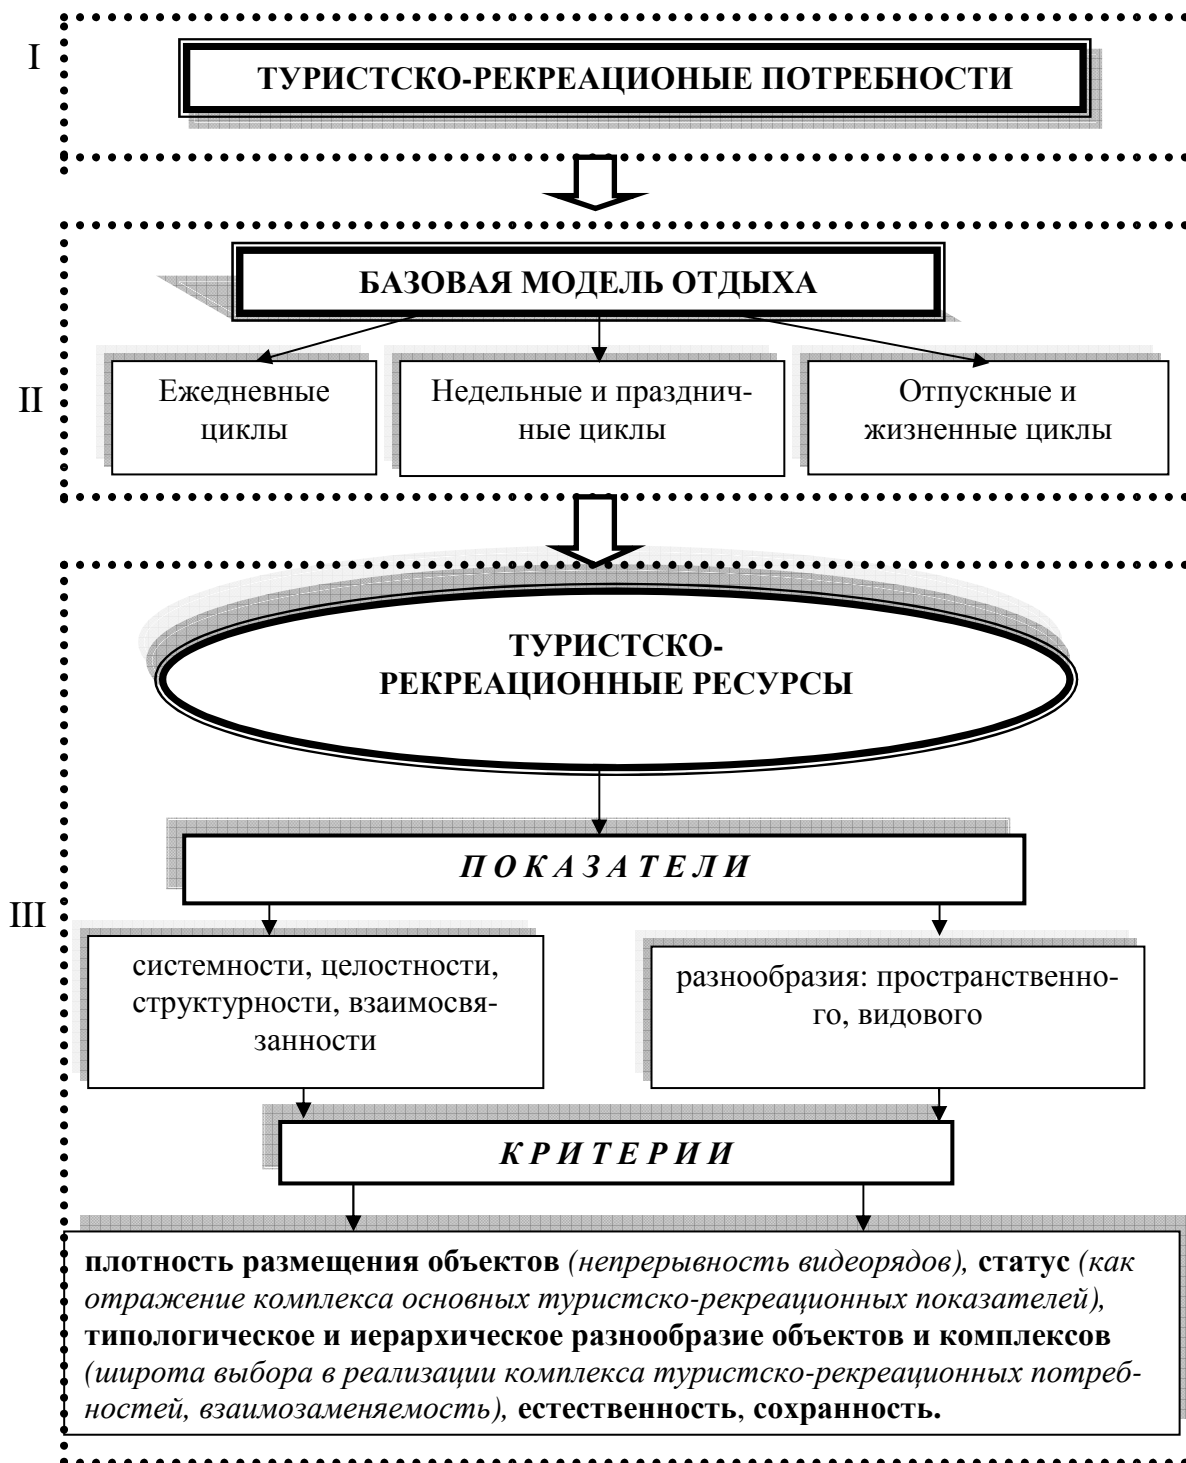 I
ТУРИСТСКО-РЕКРЕАЦИОНЫЕ ПОТРЕБНОСТИ
БАЗОВАЯ МОДЕЛЬ ОТДЫХА
II
Ежедневные
циклы
Недельные и празднич-
ные циклы
Отпускные и
жизненные циклы
ТУРИСТСКО-
РЕКРЕАЦИОННЫЕ РЕСУРСЫ
П О К А З А Т Е Л И
III
системности, целостности,
структурности, взаимосвя-
занности
разнообразия: пространственно-
го, видового
К Р И Т Е Р И И
плотность размещения объектов (непрерывность видеорядов), статус (как
отражение комплекса основных туристско-рекреационных показателей),
типологическое и иерархическое разнообразие объектов и комплексов
(широта выбора в реализации комплекса туристско-рекреационных потреб-
ностей, взаимозаменяемость), естественность, сохранность.